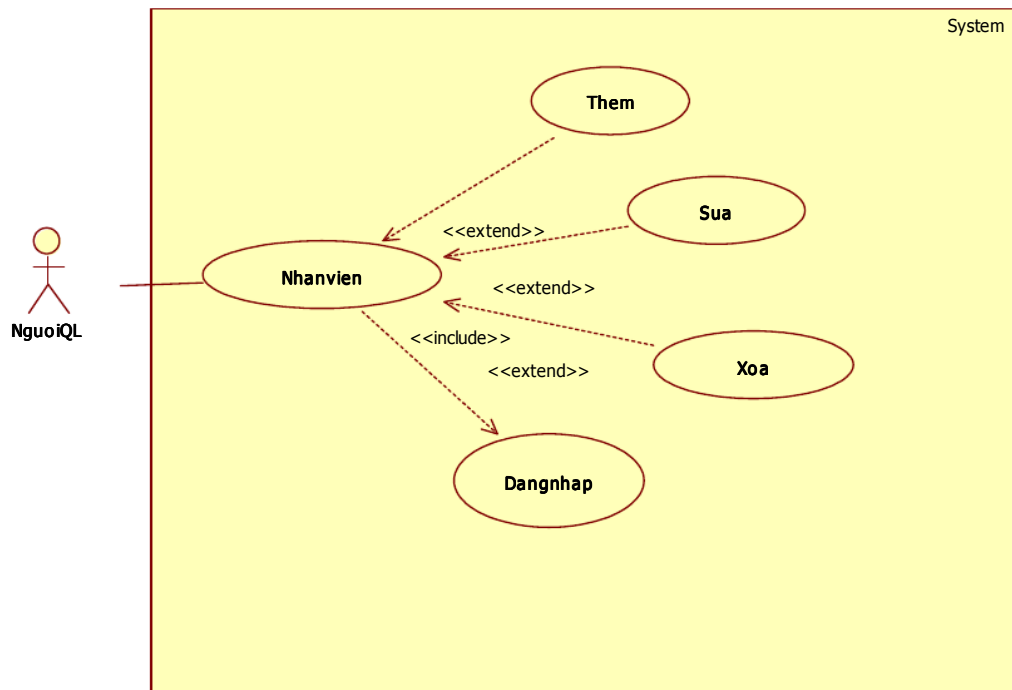 System
Them
Sua
<<extend>>
Nhanvien
<<extend>>
NguoiQL
<<include>>
<<extend>>
Xoa
Dangnhap